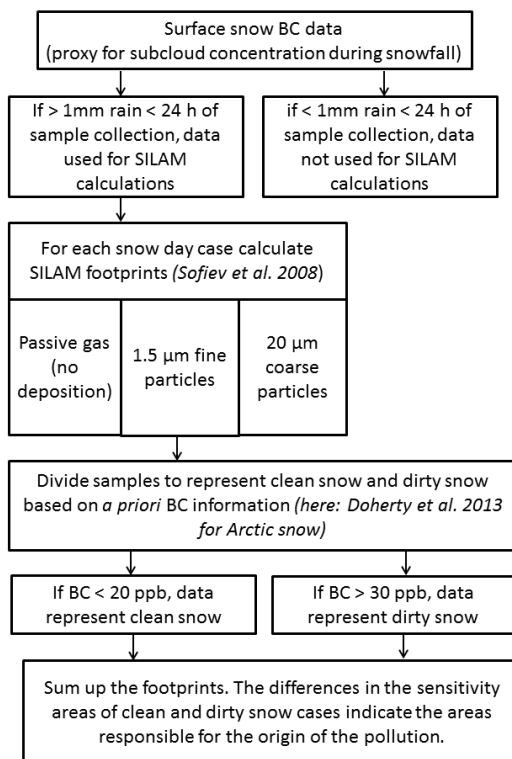 Surface snow BC data
(proxy for subcloud concentration during snowfall)
If > 1mm rain < 24 h of
sample collection, data
used for SILAM
calculations
if < 1mm rain < 24 h of
sample collection, data
not used for SILAM
calculations
For each snow day case calculate
SILAM footprints (Sofiev et al. 2008)
Passive gas
(no
deposition)
1.5 µm fine
particles
20 µm
coarse
particles
Divide samples to represent clean snow and dirty snow
based on a priori BC information (here: Doherty et al. 2013
for Arctic snow)
If BC < 20 ppb, data
represent clean snow
If BC > 30 ppb, data
represent dirty snow
Sum up the footprints. The differences in the sensitivity
areas of clean and dirty snow cases indicate the areas
responsible for the origin of the pollution.